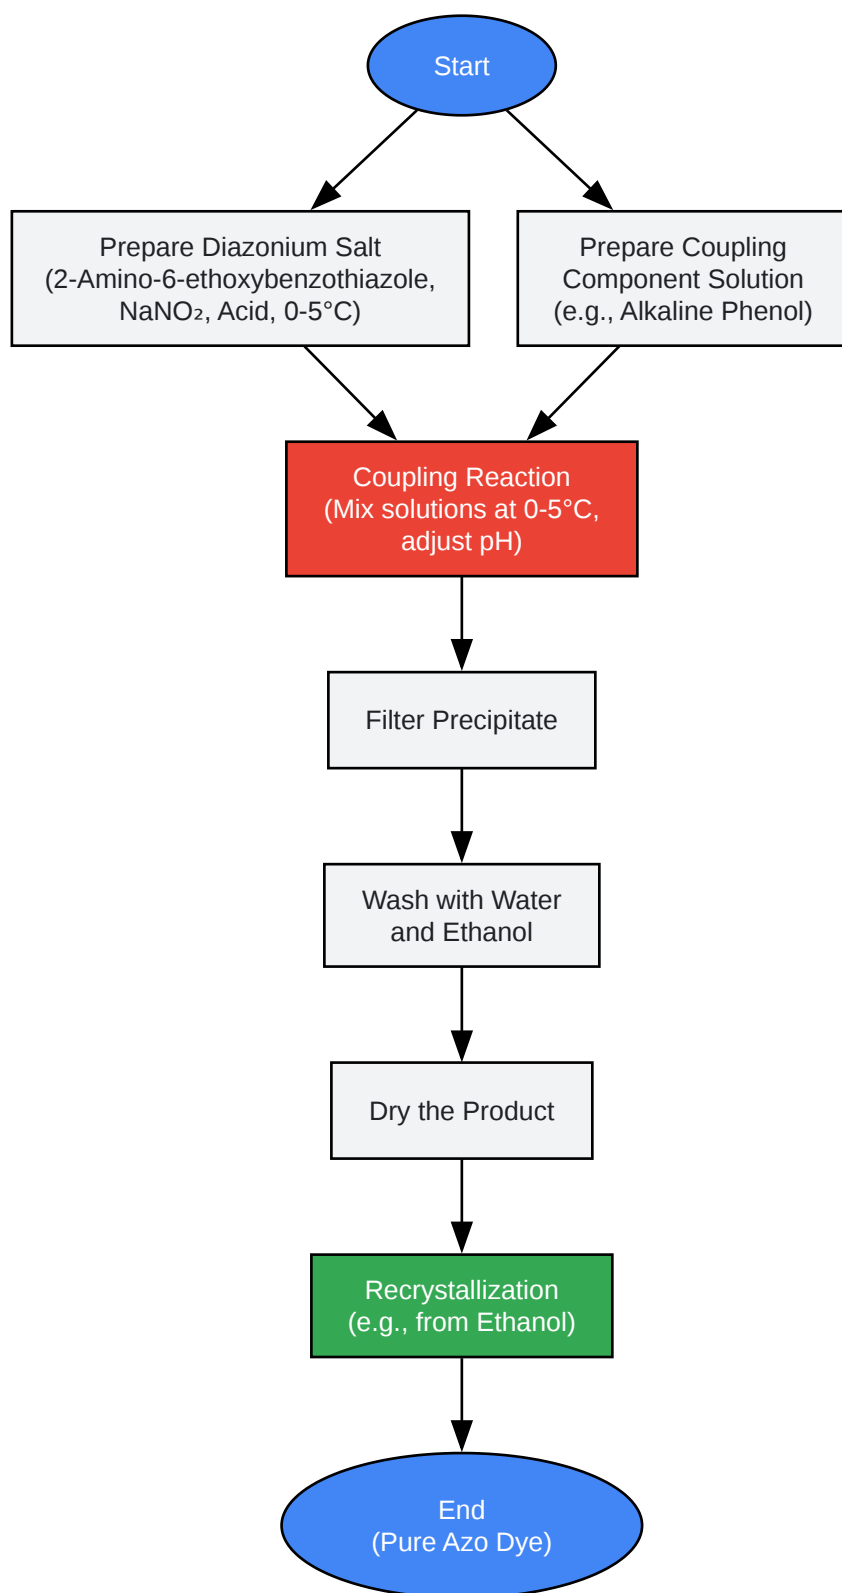 Start
Prepare Diazonium Salt
(2-Amino-6-ethoxybenzothiazole,
NaNO₂, Acid, 0-5°C)
Prepare Coupling
Component Solution
(e.g., Alkaline Phenol)
Coupling Reaction
(Mix solutions at 0-5°C,
adjust pH)
Filter Precipitate
Wash with Water
and Ethanol
Dry the Product
Recrystallization
(e.g., from Ethanol)
End
(Pure Azo Dye)